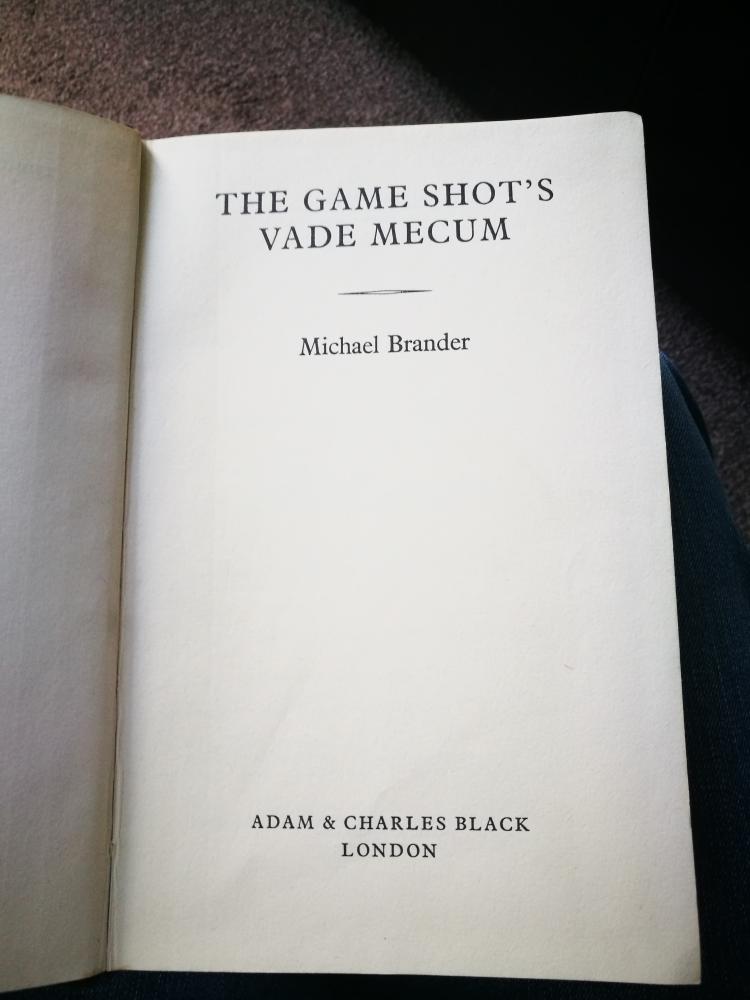 THE GAME SHOT'S
VADE MECUM
Michael Brander
ADAM & CHARLES BLACK
LONDON